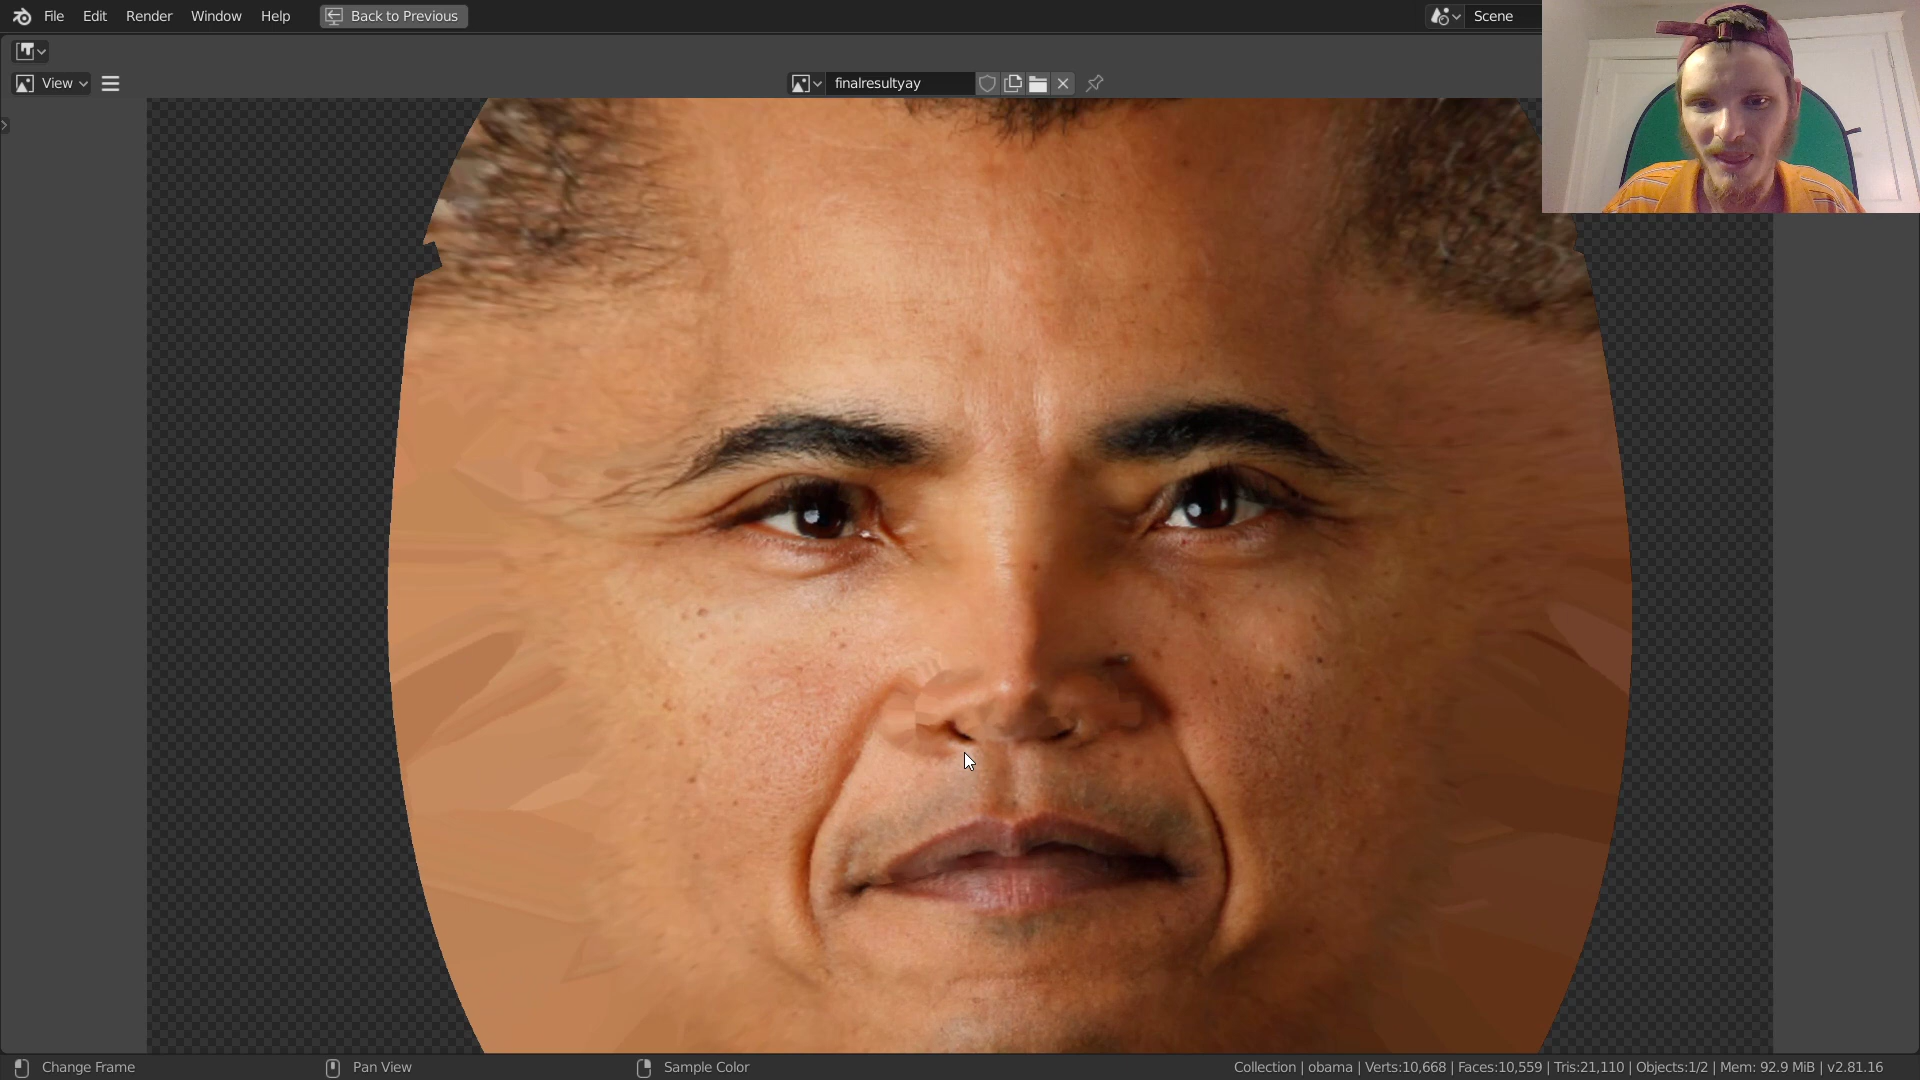 File Edit Render Window Help Back to Previous Scene
View finalresultyay
Change Frame Pan View Sample Color Collection | obama | Verts:10,668 | Faces:10,559 | Tris:21,110 | Objects:1/2 | Mem: 92.9 MiB | v2.81.16